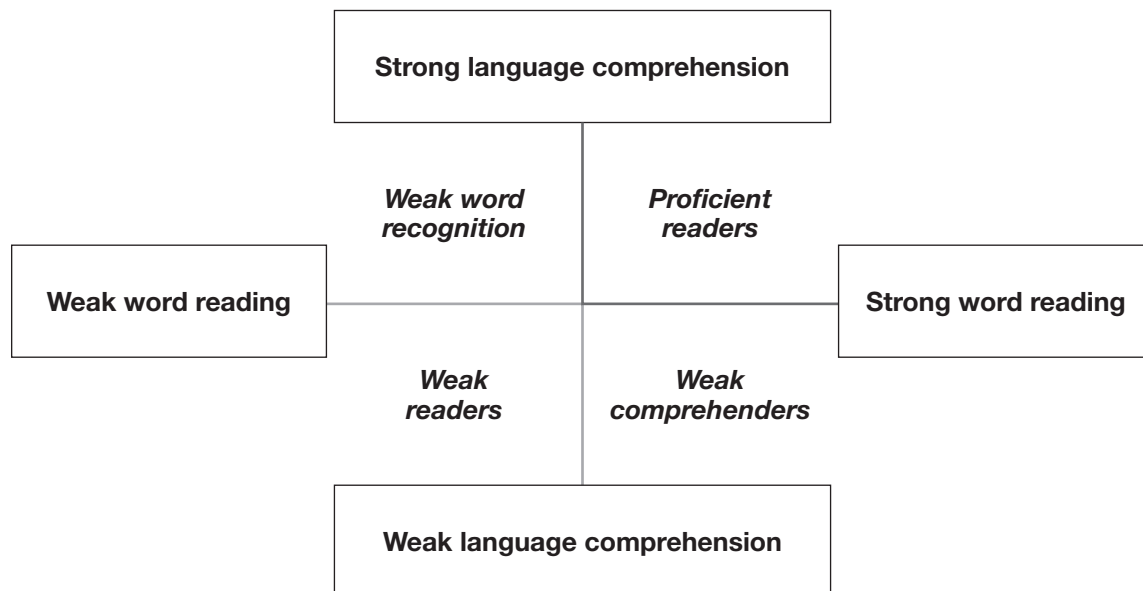 Strong language comprehension
Weak word
recognition
Proficient
readers
Weak word reading
Strong word reading
Weak
readers
Weak
comprehenders
Weak language comprehension